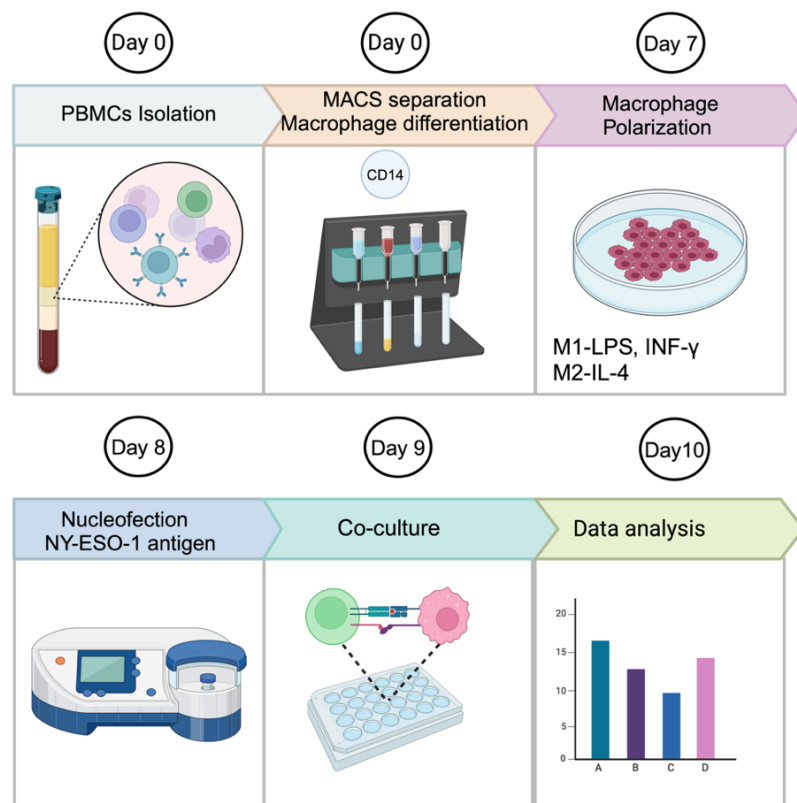 Day 0
Day 0
Day 7
PBMCs Isolation
MACS separation
Macrophage differentiation
Macrophage
Polarization
CD14
M1-LPS, INF-γ
M2-IL-4
Day 8
Day 9
Day10
Nucleofection
NY-ESO-1 antigen
Co-culture
Data analysis
20
15
10
5
0
A B C D